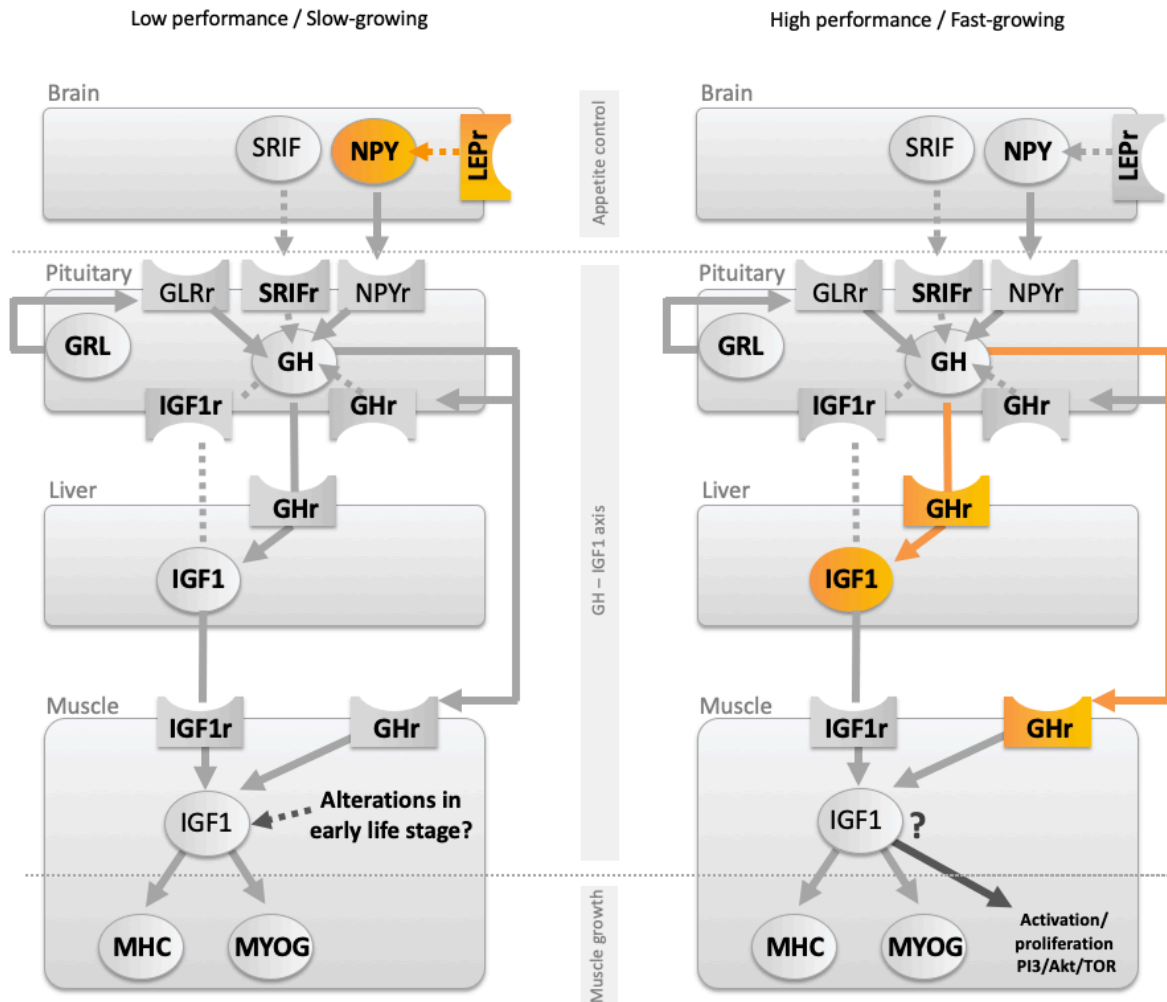 Low performance / Slow-growing
High performance / Fast-growing
Brain
SRIF
NPY
LEPr
Pituitary
GLRr
SRIFr
NPYr
GRL
GH
IGF1r
GHr
Liver
GHr
IGF1
Muscle
IGF1r
GHr
IGF1
Alterations in
early life stage?
MHC
MYOG
Appetite control
GH – IGF1 axis
Muscle growth
Brain
SRIF
NPY
LEPr
Pituitary
GLRr
SRIFr
NPYr
GRL
GH
IGF1r
GHr
Liver
GHr
IGF1
Muscle
IGF1r
GHr
IGF1
?
MHC
MYOG
Activation/
proliferation
PI3/Akt/TOR